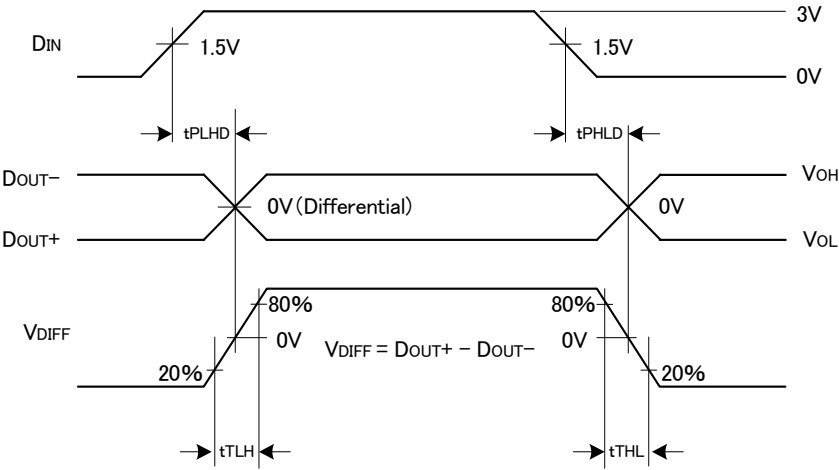 3V
DIN
1.5V
1.5V
0V
tPLHD
tPHLD
DOUT−
VOH
0V(Differential)
0V
DOUT+
VOL
80%
80%
VDIFF
0V
VDIFF = DOUT+ − DOUT−
0V
20%
20%
tTLH
tTHL